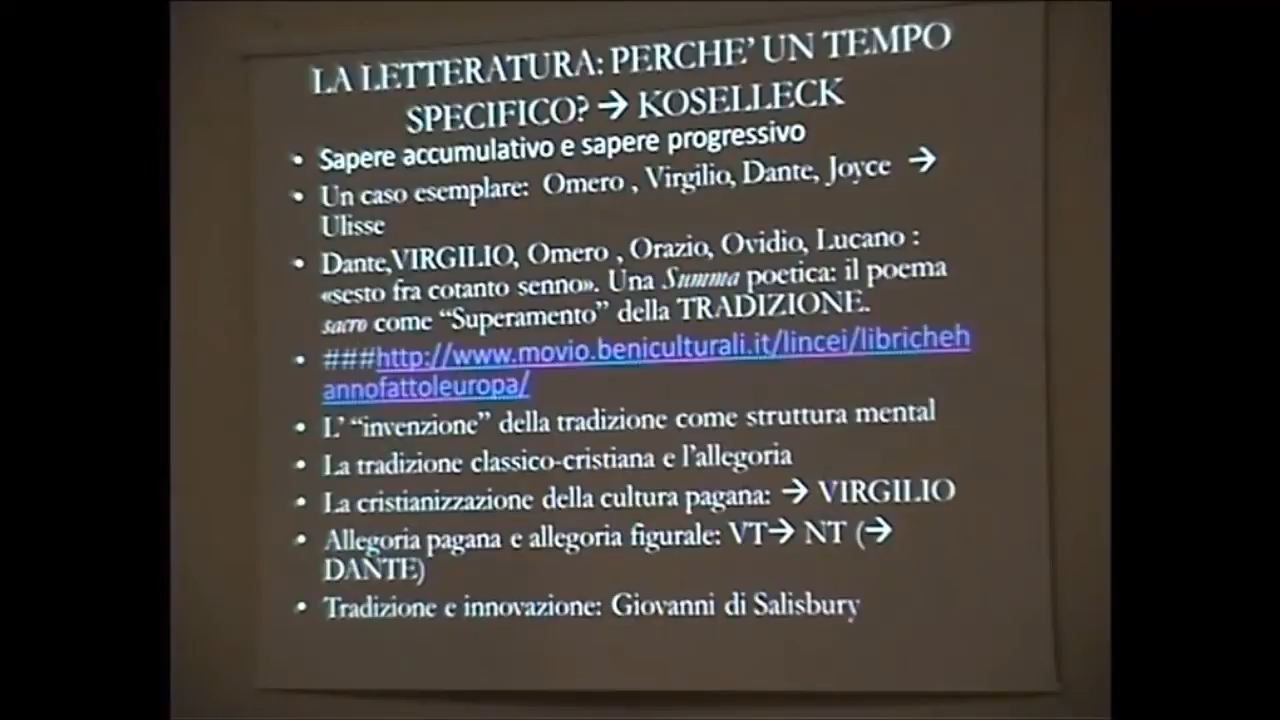 LA LETTERATURA: PERCHE' UN TEMPO
SPECIFICO? → KOSELLECK
• Sapere accumulativo e sapere progressivo
• Un caso esemplare: Omero , Virgilio, Dante, Joyce →
Ulisse
• Dante,VIRGILIO, Omero , Orazio, Ovidio, Lucano :
«sesto fra cotanto senno». Una Summa poetica: il poema
sacro come “Superamento” della TRADIZIONE.
• ###http://www.movio.beniculturali.it/lincei/libricheh
annofattoleuropa/
• L' “invenzione” della tradizione come struttura mental
• La tradizione classico-cristiana e l'allegoria
• La cristianizzazione della cultura pagana: → VIRGILIO
• Allegoria pagana e allegoria figurale: VT→ NT (→
DANTE)
• Tradizione e innovazione: Giovanni di Salisbury